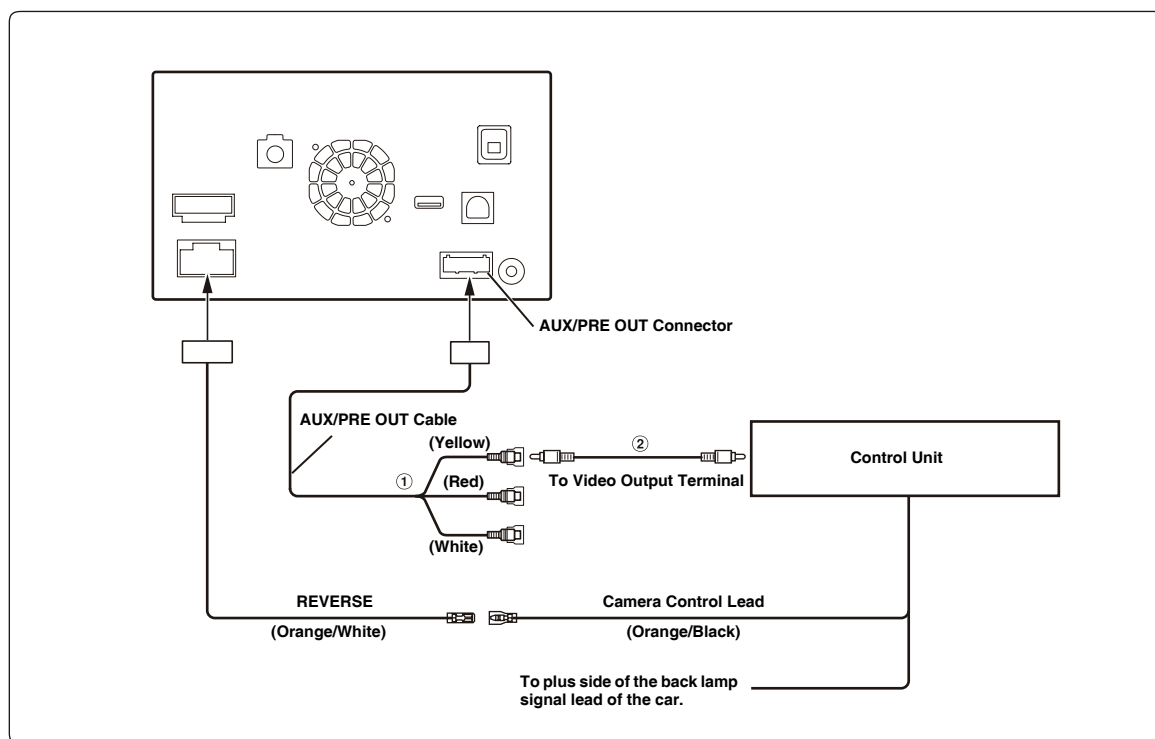 AUX/PRE OUT Connector
AUX/PRE OUT Cable
(Yellow)
②
Control Unit
①
(Red)
To Video Output Terminal
(White)
REVERSE
Camera Control Lead
(Orange/White)
(Orange/Black)
To plus side of the back lamp
signal lead of the car.